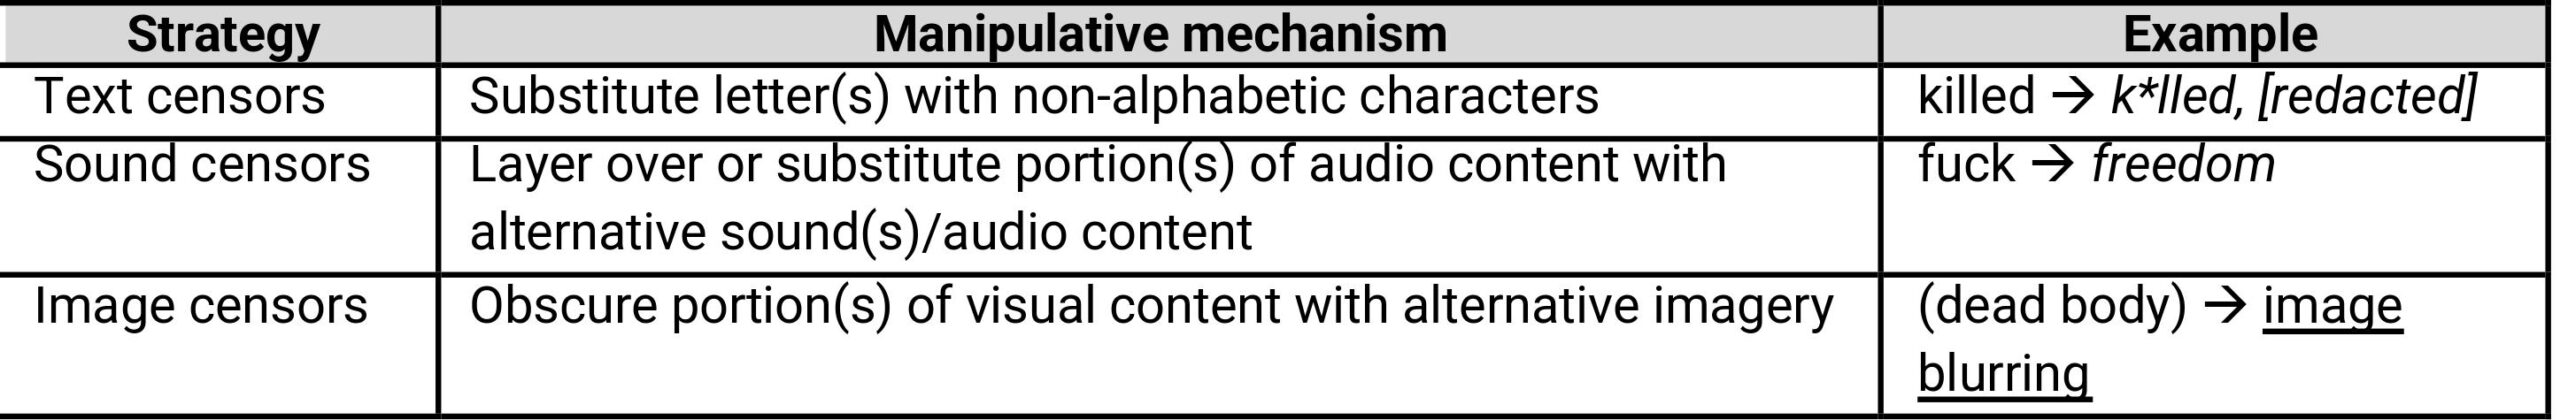 Strategy Manipulative mechanism Example
Text censors Substitute letter(s) with non-alphabetic characters killed → k*lled, [redacted]
Sound censors Layer over or substitute portion(s) of audio content with fuck → freedom
alternative sound(s)/audio content
Image censors Obscure portion(s) of visual content with alternative imagery (dead body) → image
blurring